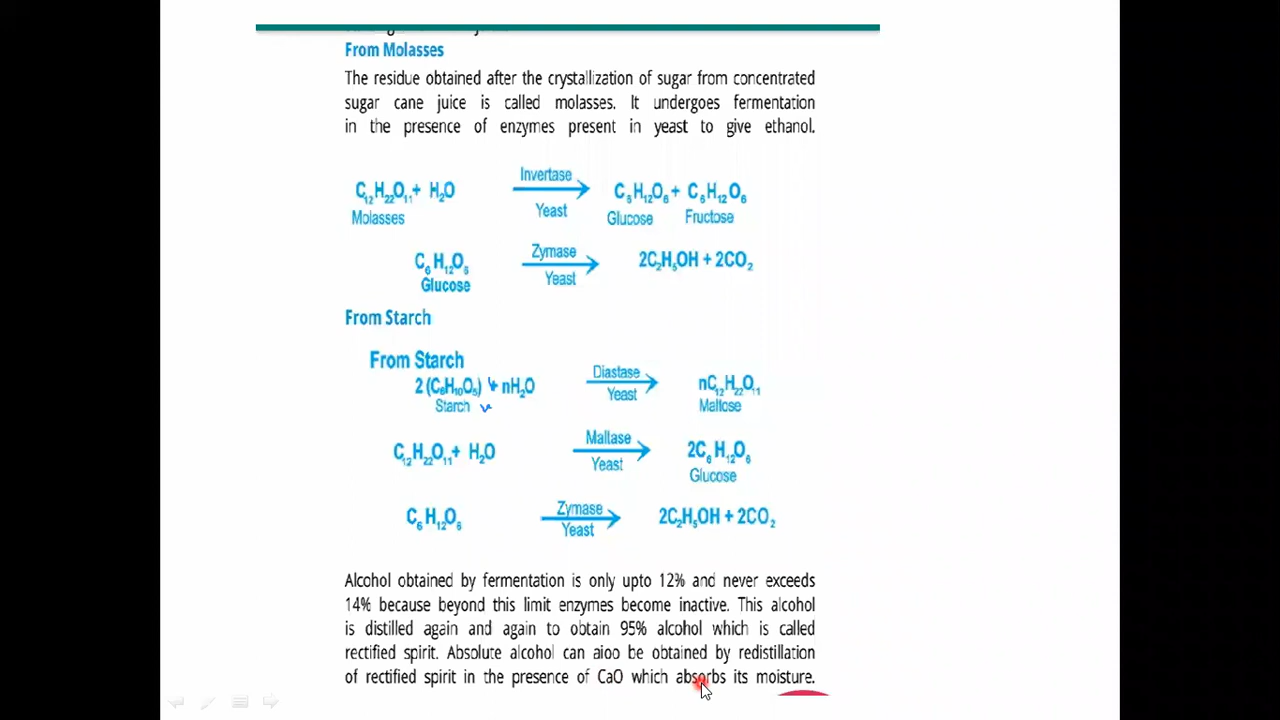 From Molasses
The residue obtained after the crystallization of sugar from concentrated
sugar cane juice is called molasses. It undergoes fermentation
in the presence of enzymes present in yeast to give ethanol.
C₁₂H₂₂O₁₁+ H₂O Invertase Yeast C₆H₁₂O₆ + C₆H₁₂O₆
Molasses Glucose Fructose
C₆H₁₂O₆ Zymase Yeast 2C₂H₅OH + 2CO₂
Glucose
From Starch
From Starch
2 (C₆H₁₀O₅) + nH₂O Diastase Yeast nC₁₂H₂₂O₁₁
Starch Maltose
C₁₂H₂₂O₁₁+ H₂O Maltase Yeast 2C₆H₁₂O₆
Glucose
C₆H₁₂O₆ Zymase Yeast 2C₂H₅OH + 2CO₂
Alcohol obtained by fermentation is only upto 12% and never exceeds
14% because beyond this limit enzymes become inactive. This alcohol
is distilled again and again to obtain 95% alcohol which is called
rectified spirit. Absolute alcohol can aioo be obtained by redistillation
of rectified spirit in the presence of CaO which absorbs its moisture.